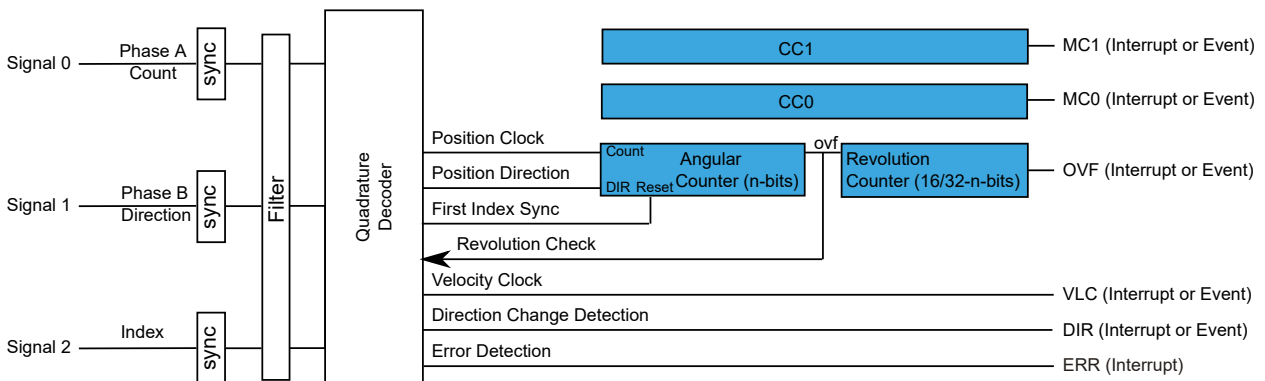 Signal 0
Phase A
Count
sync
Signal 1
Phase B
Direction
sync
Signal 2
Index
sync
Filter
Quadrature
Decoder
CC1
MC1 (Interrupt or Event)
CC0
MC0 (Interrupt or Event)
Position Clock
Position Direction
First Index Sync
Count
DIR Reset
Angular
Counter (n-bits)
ovf
Revolution
Counter (16/32-n-bits)
OVF (Interrupt or Event)
Revolution Check
Velocity Clock
VLC (Interrupt or Event)
Direction Change Detection
DIR (Interrupt or Event)
Error Detection
ERR (Interrupt)